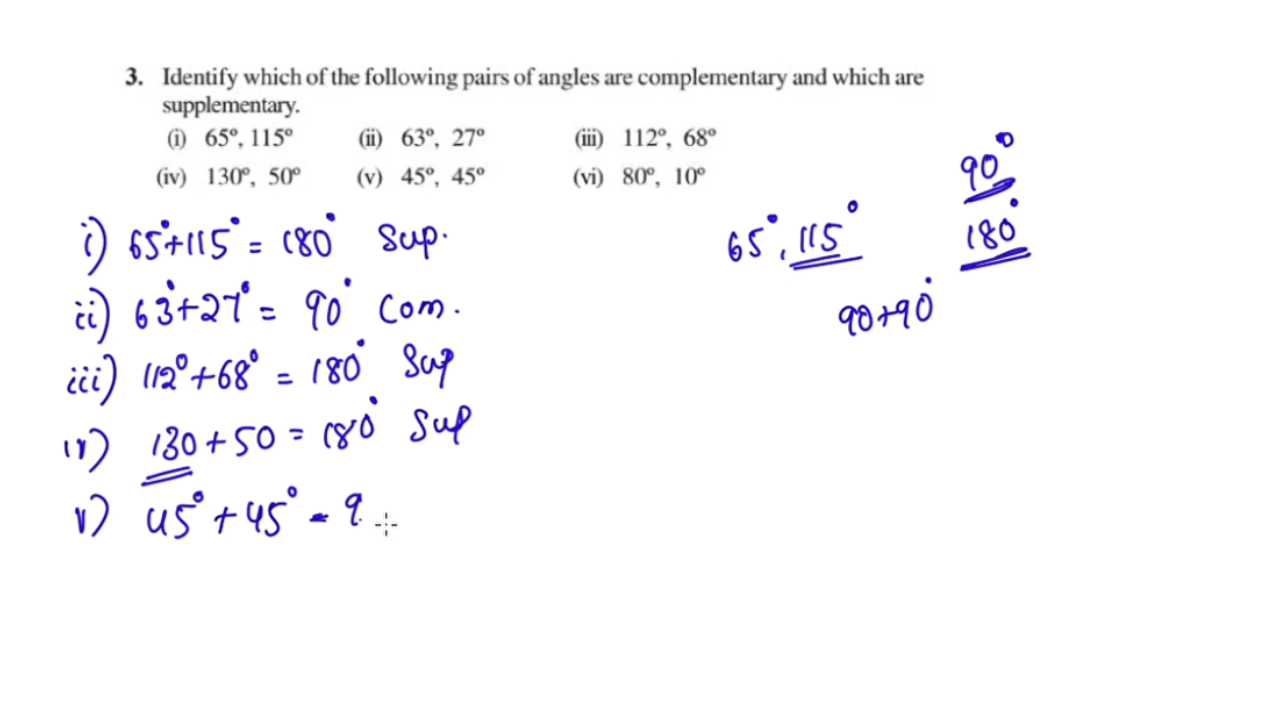 3. Identify which of the following pairs of angles are complementary and which are
supplementary.
(i) 65º, 115º (ii) 63º, 27º (iii) 112º, 68º
(iv) 130º, 50º (v) 45º, 45º (vi) 80º, 10º
90°
180°
65°, 115°
90+90°
i) 65°+115° = 180° Sup.
ii) 63°+27° = 90° Com.
iii) 112°+68° = 180° Sup
iv) 130+50 = 180° Sup
v) 45°+45° = 9